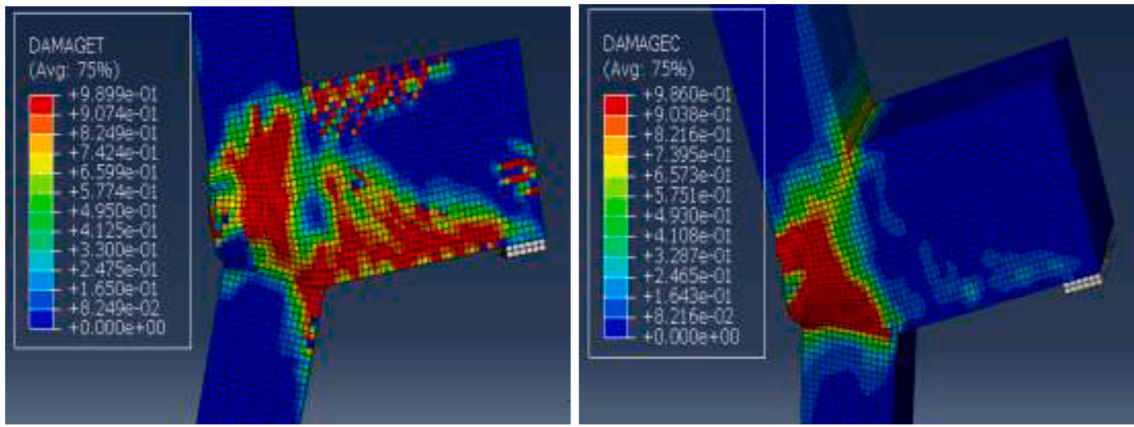 DAMAGET
(Avg: 75%)
+9.899e-01
+9.074e-01
+8.249e-01
+7.424e-01
+6.599e-01
+5.774e-01
+4.950e-01
+4.125e-01
+3.300e-01
+2.475e-01
+1.650e-01
+8.249e-02
+0.000e+00
DAMAGEC
(Avg: 75%)
+9.860e-01
+9.038e-01
+8.216e-01
+7.395e-01
+6.573e-01
+5.751e-01
+4.930e-01
+4.108e-01
+3.287e-01
+2.465e-01
+1.643e-01
+8.216e-02
+0.000e+00